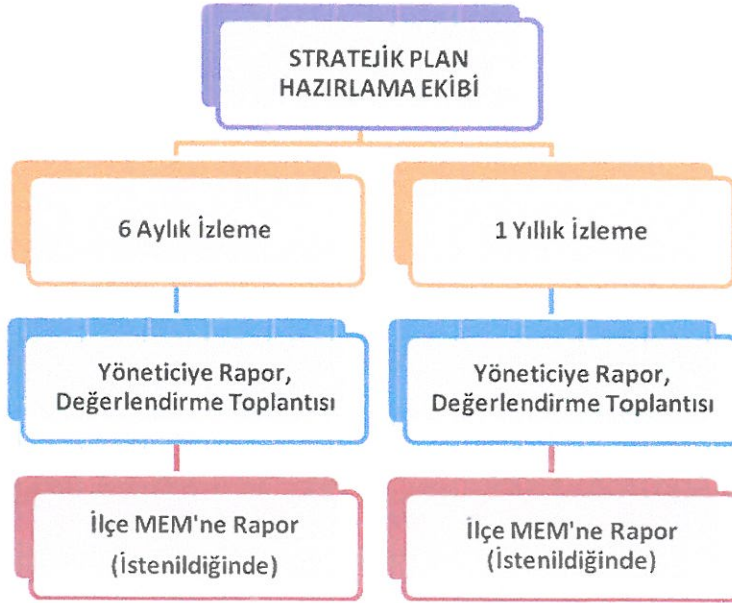 STRATEJİK PLAN
HAZIRLAMA EKİBİ
6 Aylık İzleme
1 Yıllık İzleme
Yöneticiye Rapor,
Değerlendirme Toplantısı
Yöneticiye Rapor,
Değerlendirme Toplantısı
İlçe MEM'ne Rapor
(İstenildiğinde)
İlçe MEM'ne Rapor
(İstenildiğinde)